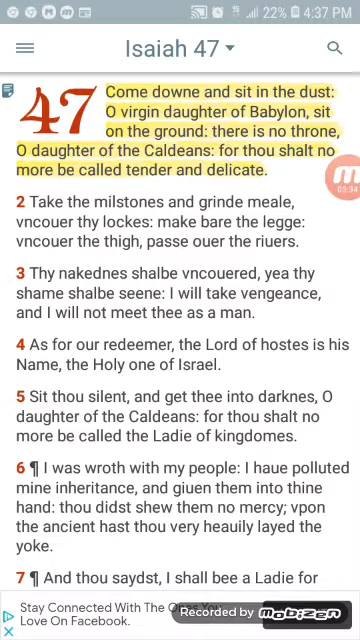 22% 4:37 PM
Isaiah 47
47 Come downe and sit in the dust:
O virgin daughter of Babylon, sit
on the ground: there is no throne,
O daughter of the Caldeans: for thou shalt no
more be called tender and delicate.
03:34
2 Take the milstones and grinde meale,
vncouer thy lockes: make bare the legge:
vncouer the thigh, passe ouer the riuers.
3 Thy nakednes shalbe vncouered, yea thy
shame shalbe seene: I will take vengeance,
and I will not meet thee as a man.
4 As for our redeemer, the Lord of hostes is his
Name, the Holy one of Israel.
5 Sit thou silent, and get thee into darknes, O
daughter of the Caldeans: for thou shalt no
more be called the Ladie of kingdomes.
6 ¶ I was wroth with my people: I haue polluted
mine inheritance, and giuen them into thine
hand: thou didst shew them no mercy; vpon
the ancient hast thou very heauily layed the
yoke.
7 ¶ And thou saydst, I shall bee a Ladie for
Stay Connected With The Ones You
Love On Facebook.
Recorded by mobizen